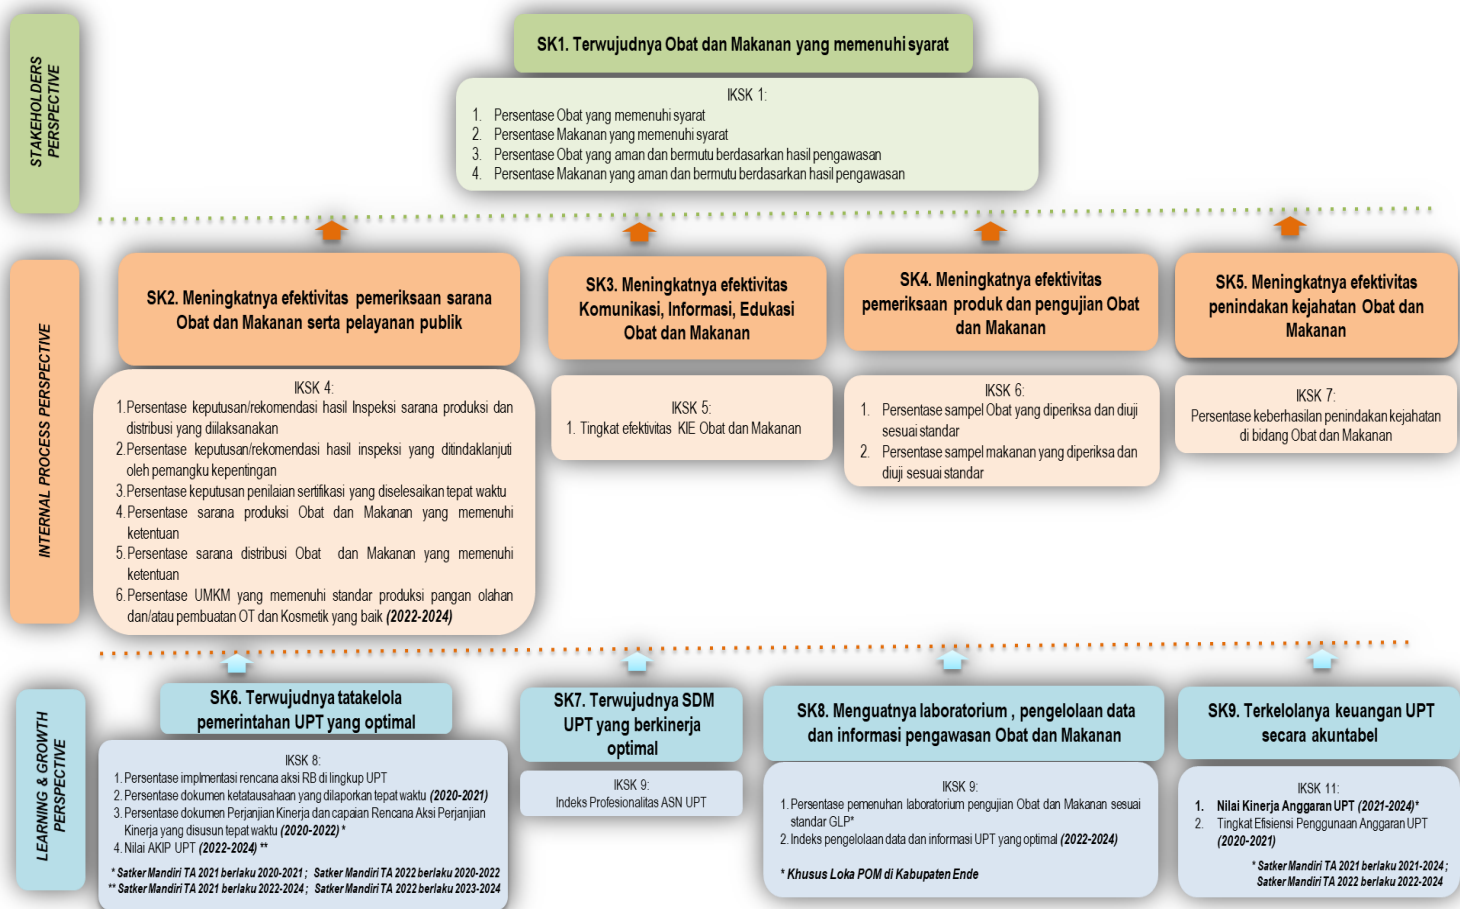 STAKEHOLDERS
PERSPECTIVE
SK1. Terwujudnya Obat dan Makanan yang memenuhi syarat
IKSK 1:
1. Persentase Obat yang memenuhi syarat
2. Persentase Makanan yang memenuhi syarat
3. Persentase Obat yang aman dan bermutu berdasarkan hasil pengawasan
4. Persentase Makanan yang aman dan bermutu berdasarkan hasil pengawasan
INTERNAL PROCESS PERSPECTIVE
SK2. Meningkatnya efektivitas pemeriksaan sarana
Obat dan Makanan serta pelayanan publik
IKSK 4:
1. Persentase keputusan/rekomendasi hasil Inspeksi sarana produksi dan
distribusi yang diilaksanakan
2. Persentase keputusan/rekomendasi hasil inspeksi yang ditindaklanjuti
oleh pemangku kepentingan
3. Persentase keputusan penilaian sertifikasi yang diselesaikan tepat waktu
4. Persentase sarana produksi Obat dan Makanan yang memenuhi
ketentuan
5. Persentase sarana distribusi Obat dan Makanan yang memenuhi
ketentuan
6. Persentase UMKM yang memenuhi standar produksi pangan olahan
dan/atau pembuatan OT dan Kosmetik yang baik (2022-2024)
SK3. Meningkatnya efektivitas
Komunikasi, Informasi, Edukasi
Obat dan Makanan
IKSK 5:
1. Tingkat efektivitas KIE Obat dan Makanan
SK4. Meningkatnya efektivitas
pemeriksaan produk dan pengujian Obat
dan Makanan
IKSK 6:
1. Persentase sampel Obat yang diperiksa dan diuji
sesuai standar
2. Persentase sampel makanan yang diperiksa dan
diuji sesuai standar
SK5. Meningkatnya efektivitas
penindakan kejahatan Obat dan
Makanan
IKSK 7:
Persentase keberhasilan penindakan kejahatan
di bidang Obat dan Makanan
LEARNING & GROWTH
PERSPECTIVE
SK6. Terwujudnya tatakelola
pemerintahan UPT yang optimal
IKSK 8:
1. Persentase implmentasi rencana aksi RB di lingkup UPT
2. Persentase dokumen ketatausahaan yang dilaporkan tepat waktu (2020-2021)
3. Persentase dokumen Perjanjian Kinerja dan capaian Rencana Aksi Perjanjian
Kinerja yang disusun tepat waktu (2020-2022) *
4. Nilai AKIP UPT (2022-2024) **
* Satker Mandiri TA 2021 berlaku 2020-2021 ; Satker Mandiri TA 2022 berlaku 2020-2022
** Satker Mandiri TA 2021 berlaku 2022-2024 ; Satker Mandiri TA 2022 berlaku 2023-2024
SK7. Terwujudnya SDM
UPT yang berkinerja
optimal
IKSK 9:
Indeks Profesionalitas ASN UPT
SK8. Menguatnya laboratorium , pengelolaan data
dan informasi pengawasan Obat dan Makanan
IKSK 9:
1. Persentase pemenuhan laboratorium pengujian Obat dan Makanan sesuai
standar GLP*
2. Indeks pengelolaan data dan informasi UPT yang optimal (2022-2024)
* Khusus Loka POM di Kabupaten Ende
SK9. Terkelolanya keuangan UPT
secara akuntabel
IKSK 11:
1. Nilai Kinerja Anggaran UPT (2021-2024)*
2. Tingkat Efisiensi Penggunaan Anggaran UPT
(2020-2021)
* Satker Mandiri TA 2021 berlaku 2021-2024 ;
Satker Mandiri TA 2022 berlaku 2022-2024